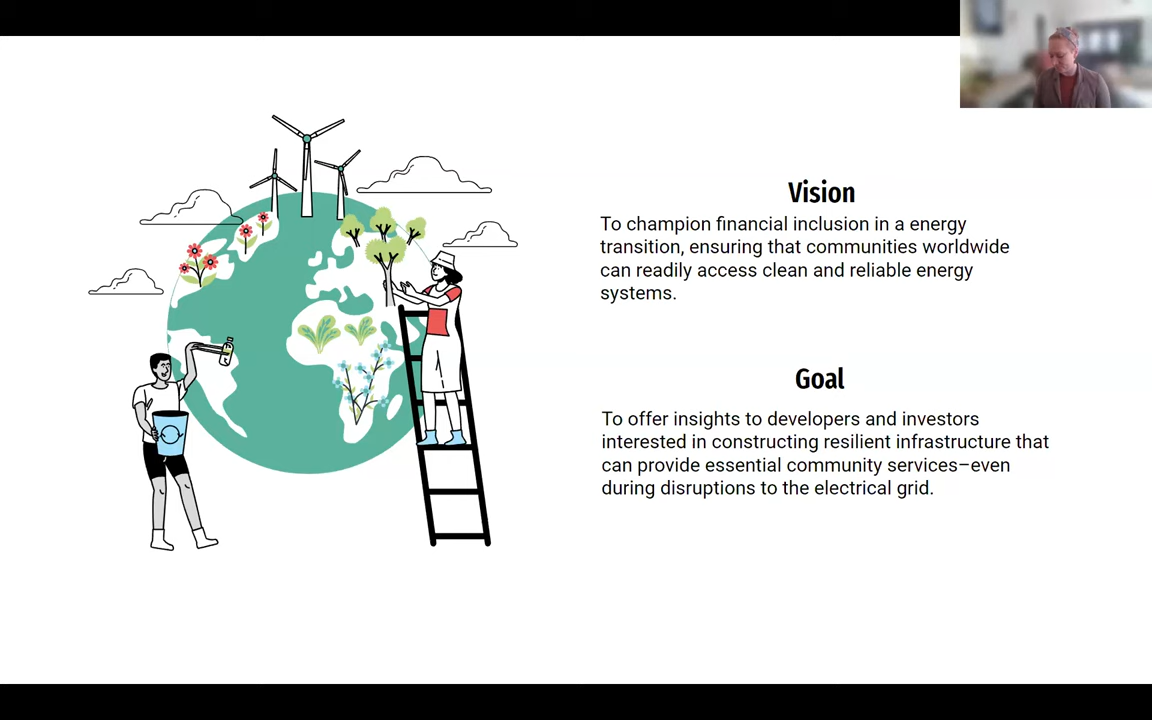 Vision
To champion financial inclusion in a energy
transition, ensuring that communities worldwide
can readily access clean and reliable energy
systems.
Goal
To offer insights to developers and investors
interested in constructing resilient infrastructure that
can provide essential community services–even
during disruptions to the electrical grid.